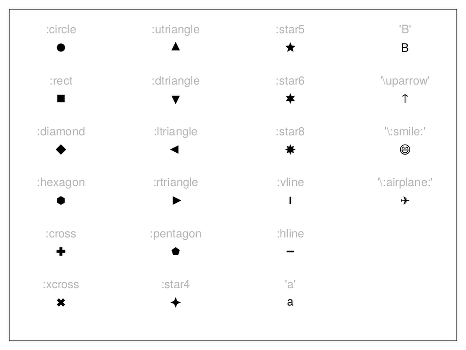 :circle :utriangle :star5 'B'
B
:rect :dtriangle :star6 '\uparrow'
↑
:diamond :ltriangle :star8 '\:smile:'
:hexagon :rtriangle :vline '\:airplane:'
:cross :pentagon :hline
:xcross :star4 'a'
a